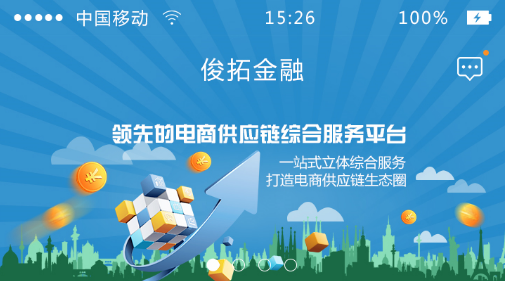 中国移动 15:26 100%
俊拓金融
领先的电商供应链综合服务平台
一站式立体综合服务
打造电商供应链生态圈